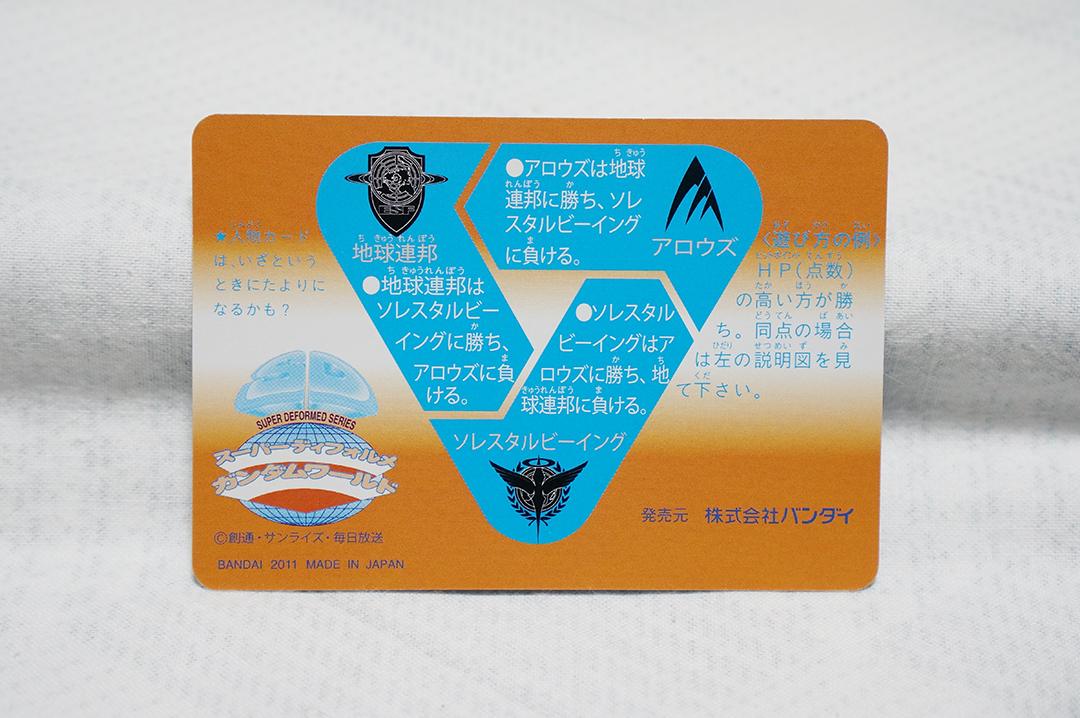 ★人物カード
は、いざという
ときにたよりに
なるかも?
ESF
地球連邦
●地球連邦は
ソレスタルビー
イングに勝ち、
アロウズに負
ける。
●アロウズは地球
連邦に勝ち、ソレ
スタルビーイング
に負ける。
アロウズ
●ソレスタル
ビーイングはア
ロウズに勝ち、地
球連邦に負ける。
ソレスタルビーイング
〈遊び方の例〉
HP(点数)
の高い方が勝
ち。同点の場合
は左の説明図を見
て下さい。
SUPER DEFORMED SERIES
スーパーディフォルメ
ガンダムワールド
©創通・サンライズ・毎日放送
BANDAI 2011 MADE IN JAPAN
発売元 株式会社バンダイ